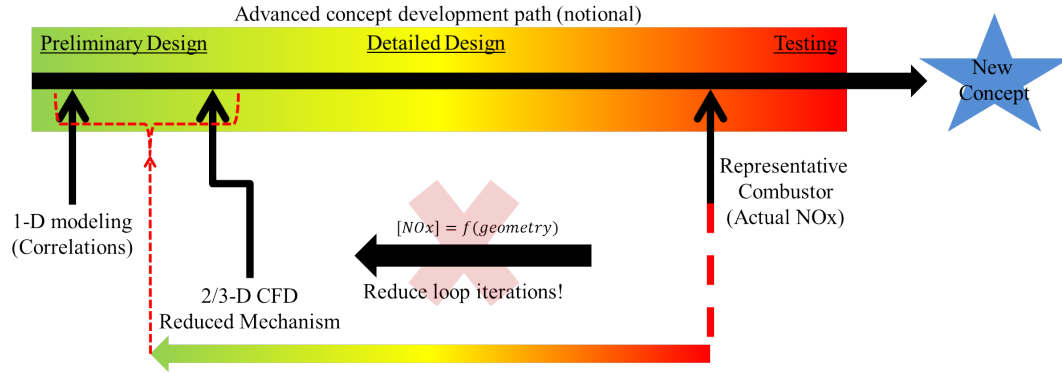 Advanced concept development path (notional)
Preliminary Design
Detailed Design
Testing
New
Concept
1-D modeling
(Correlations)
2/3-D CFD
Reduced Mechanism
[NOx] = f(geometry)
Reduce loop iterations!
Representative
Combustor
(Actual NOx)